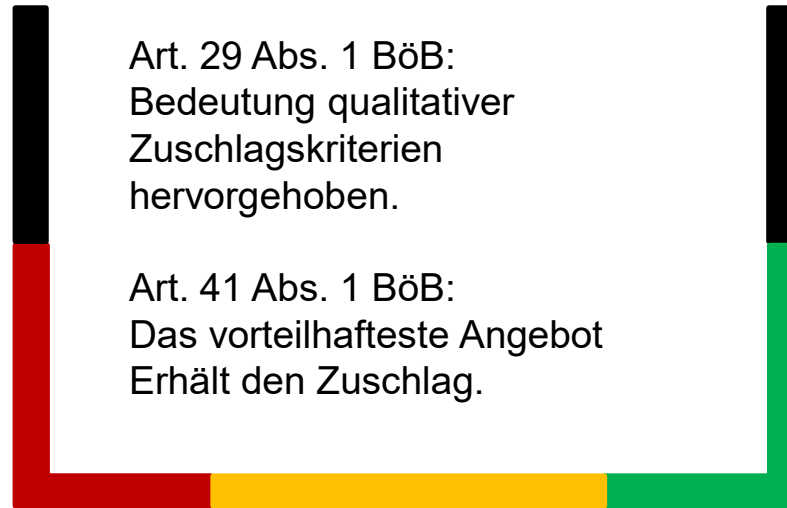 Art. 29 Abs. 1 BöB:
Bedeutung qualitativer
Zuschlagskriterien
hervorgehoben.
Art. 41 Abs. 1 BöB:
Das vorteilhafteste Angebot
Erhält den Zuschlag.